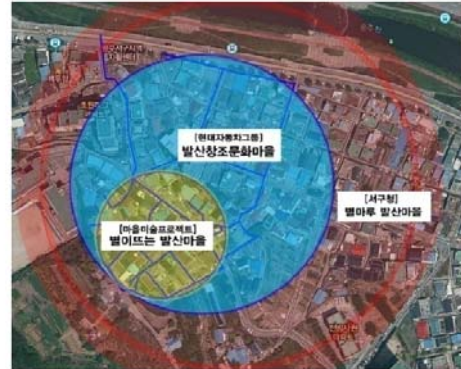 [현대자동차그룹]
발산창조문화마을
[서구청]
별마루 발산마을
[마을미술프로젝트]
별이뜨는 발산마을